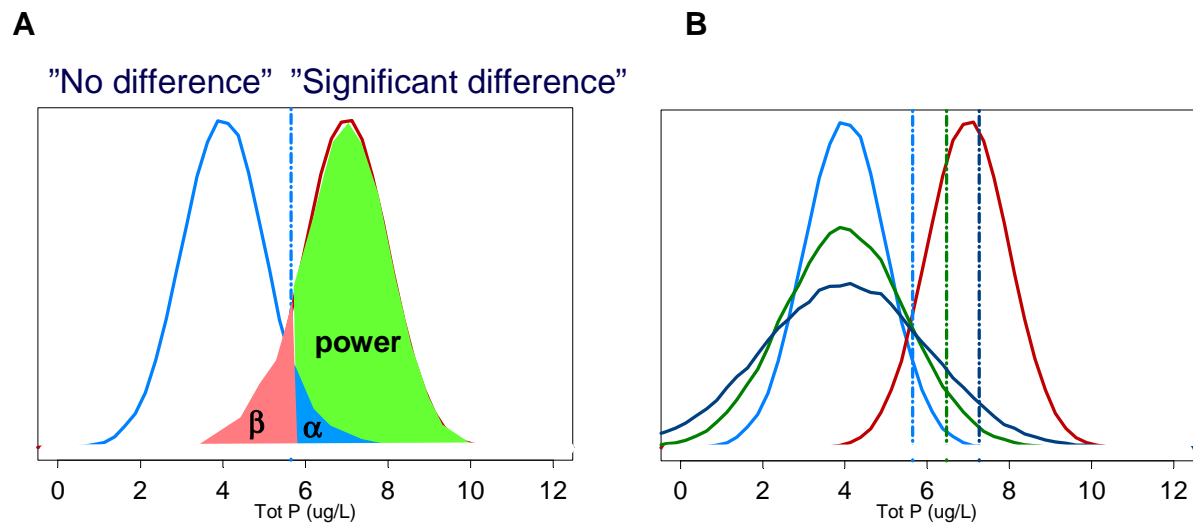 A
B
”No difference” ”Significant difference”
power
β
α
0 2 4 6 8 10 12
Tot P (ug/L)
0 2 4 6 8 10 12
Tot P (ug/L)